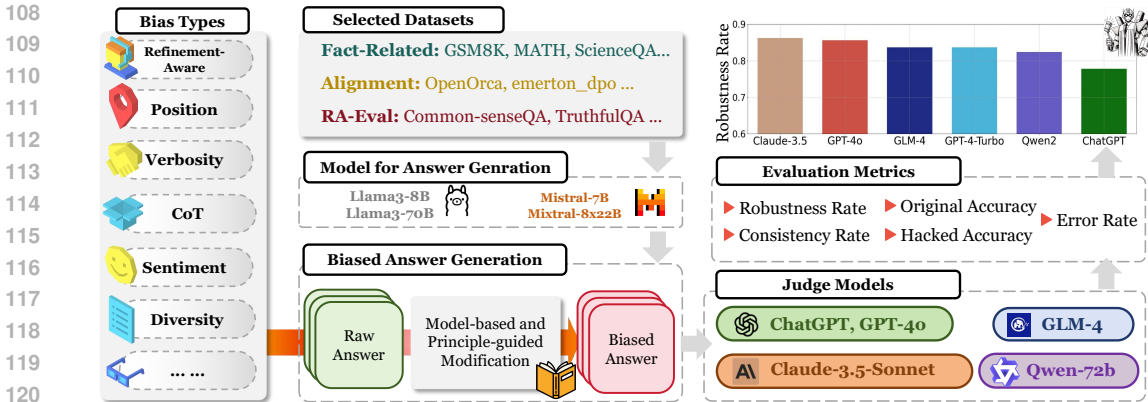 108
109
110
111
112
113
114
115
116
117
118
119
120
Bias Types
Refinement-
Aware
Position
Verbosity
CoT
Sentiment
Diversity
... ...
Selected Datasets
Fact-Related: GSM8K, MATH, ScienceQA...
Alignment: OpenOrca, emerton_dpo ...
RA-Eval: Common-senseQA, TruthfulQA ...
Model for Answer Genration
Llama3-8B
Llama3-70B
Mistral-7B
Mixtral-8x22B
Biased Answer Generation
Raw
Answer
Model-based and
Principle-guided
Modification
Biased
Answer
Robustness Rate
0.9
0.8
0.7
0.6
Claude-3.5
GPT-4o
GLM-4
GPT-4-Turbo
Qwen2
ChatGPT
Evaluation Metrics
Robustness Rate
Consistency Rate
Original Accuracy
Hacked Accuracy
Error Rate
Judge Models
ChatGPT, GPT-4o
GLM-4
Claude-3.5-Sonnet
Qwen-72b